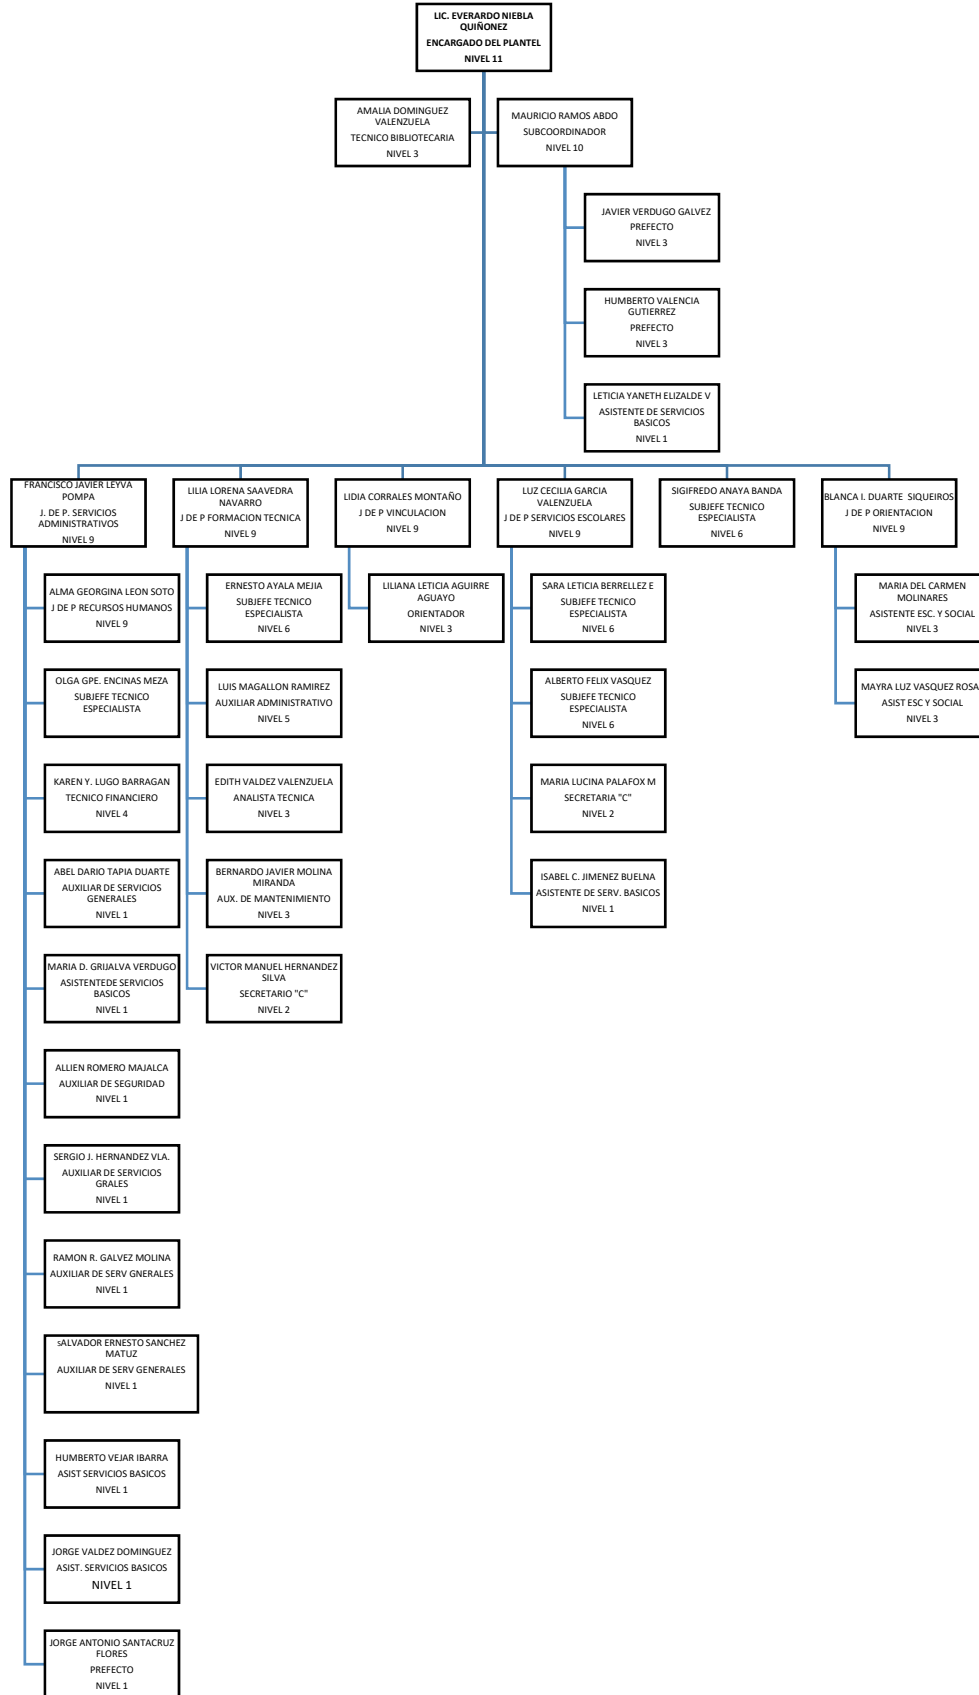 LIC. EVERARDO NIEBLA
QUIÑONEZ
ENCARGADO DEL PLANTEL
NIVEL 11
AMALIA DOMINGUEZ
VALENZUELA
TECNICO BIBLIOTECARIA
NIVEL 3
MAURICIO RAMOS ABDO
SUBCOORDINADOR
NIVEL 10
JAVIER VERDUGO GALVEZ
PREFECTO
NIVEL 3
HUMBERTO VALENCIA
GUTIERREZ
PREFECTO
NIVEL 3
LETICIA YANETH ELIZALDE V
ASISTENTE DE SERVICIOS
BASICOS
NIVEL 1
FRANCISCO JAVIER LEYVA
POMPA
J. DE P. SERVICIOS
ADMINISTRATIVOS
NIVEL 9
ALMA GEORGINA LEON SOTO
J DE P RECURSOS HUMANOS
NIVEL 9
OLGA GPE. ENCINAS MEZA
SUBJEFE TECNICO
ESPECIALISTA
KAREN Y. LUGO BARRAGAN
TECNICO FINANCIERO
NIVEL 4
ABEL DARIO TAPIA DUARTE
AUXILIAR DE SERVICIOS
GENERALES
NIVEL 1
MARIA D. GRIJALVA VERDUGO
ASISTENTEDE SERVICIOS
BASICOS
NIVEL 1
ALLIEN ROMERO MAJALCA
AUXILIAR DE SEGURIDAD
NIVEL 1
SERGIO J. HERNANDEZ VLA.
AUXILIAR DE SERVICIOS
GRALES
NIVEL 1
RAMON R. GALVEZ MOLINA
AUXILIAR DE SERV GNERALES
NIVEL 1
sALVADOR ERNESTO SANCHEZ
MATUZ
AUXILIAR DE SERV GENERALES
NIVEL 1
HUMBERTO VEJAR IBARRA
ASIST SERVICIOS BASICOS
NIVEL 1
JORGE VALDEZ DOMINGUEZ
ASIST. SERVICIOS BASICOS
NIVEL 1
JORGE ANTONIO SANTACRUZ
FLORES
PREFECTO
NIVEL 1
LILIA LORENA SAAVEDRA
NAVARRO
J DE P FORMACION TECNICA
NIVEL 9
ERNESTO AYALA MEJIA
SUBJEFE TECNICO
ESPECIALISTA
NIVEL 6
LUIS MAGALLON RAMIREZ
AUXILIAR ADMINISTRATIVO
NIVEL 5
EDITH VALDEZ VALENZUELA
ANALISTA TECNICA
NIVEL 3
BERNARDO JAVIER MOLINA
MIRANDA
AUX. DE MANTENIMIENTO
NIVEL 3
VICTOR MANUEL HERNANDEZ
SILVA
SECRETARIO "C"
NIVEL 2
LIDIA CORRALES MONTAÑO
J DE P VINCULACION
NIVEL 9
LILIANA LETICIA AGUIRRE
AGUAYO
ORIENTADOR
NIVEL 3
LUZ CECILIA GARCIA
VALENZUELA
J DE P SERVICIOS ESCOLARES
NIVEL 9
SARA LETICIA BERRELLEZ E
SUBJEFE TECNICO
ESPECIALISTA
NIVEL 6
ALBERTO FELIX VASQUEZ
SUBJEFE TECNICO
ESPECIALISTA
NIVEL 6
MARIA LUCINA PALAFOX M
SECRETARIA "C"
NIVEL 2
ISABEL C. JIMENEZ BUELNA
ASISTENTE DE SERV. BASICOS
NIVEL 1
SIGIFREDO ANAYA BANDA
SUBJEFE TECNICO
ESPECIALISTA
NIVEL 6
BLANCA I. DUARTE SIQUEIROS
J DE P ORIENTACION
NIVEL 9
MARIA DEL CARMEN
MOLINARES
ASISTENTE ESC. Y SOCIAL
NIVEL 3
MAYRA LUZ VASQUEZ ROSA
ASIST ESC Y SOCIAL
NIVEL 3